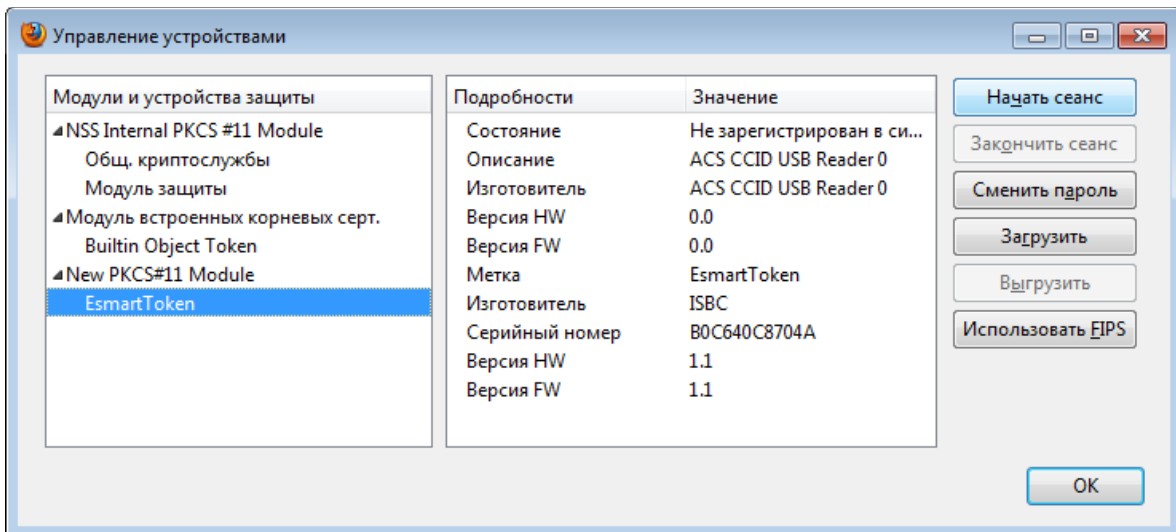 Управление устройствами
Модули и устройства защиты
NSS Internal PKCS #11 Module
Общ. криптослужбы
Модуль защиты
Модуль встроенных корневых серт.
Builtin Object Token
New PKCS#11 Module
EsmartToken
Подробности Значение
Состояние Не зарегистрирован в си...
Описание ACS CCID USB Reader 0
Изготовитель ACS CCID USB Reader 0
Версия HW 0.0
Версия FW 0.0
Метка EsmartToken
Изготовитель ISBC
Серийный номер B0C640C8704A
Версия HW 1.1
Версия FW 1.1
Начать сеанс
Закончить сеанс
Сменить пароль
Загрузить
Выгрузить
Использовать FIPS
OK